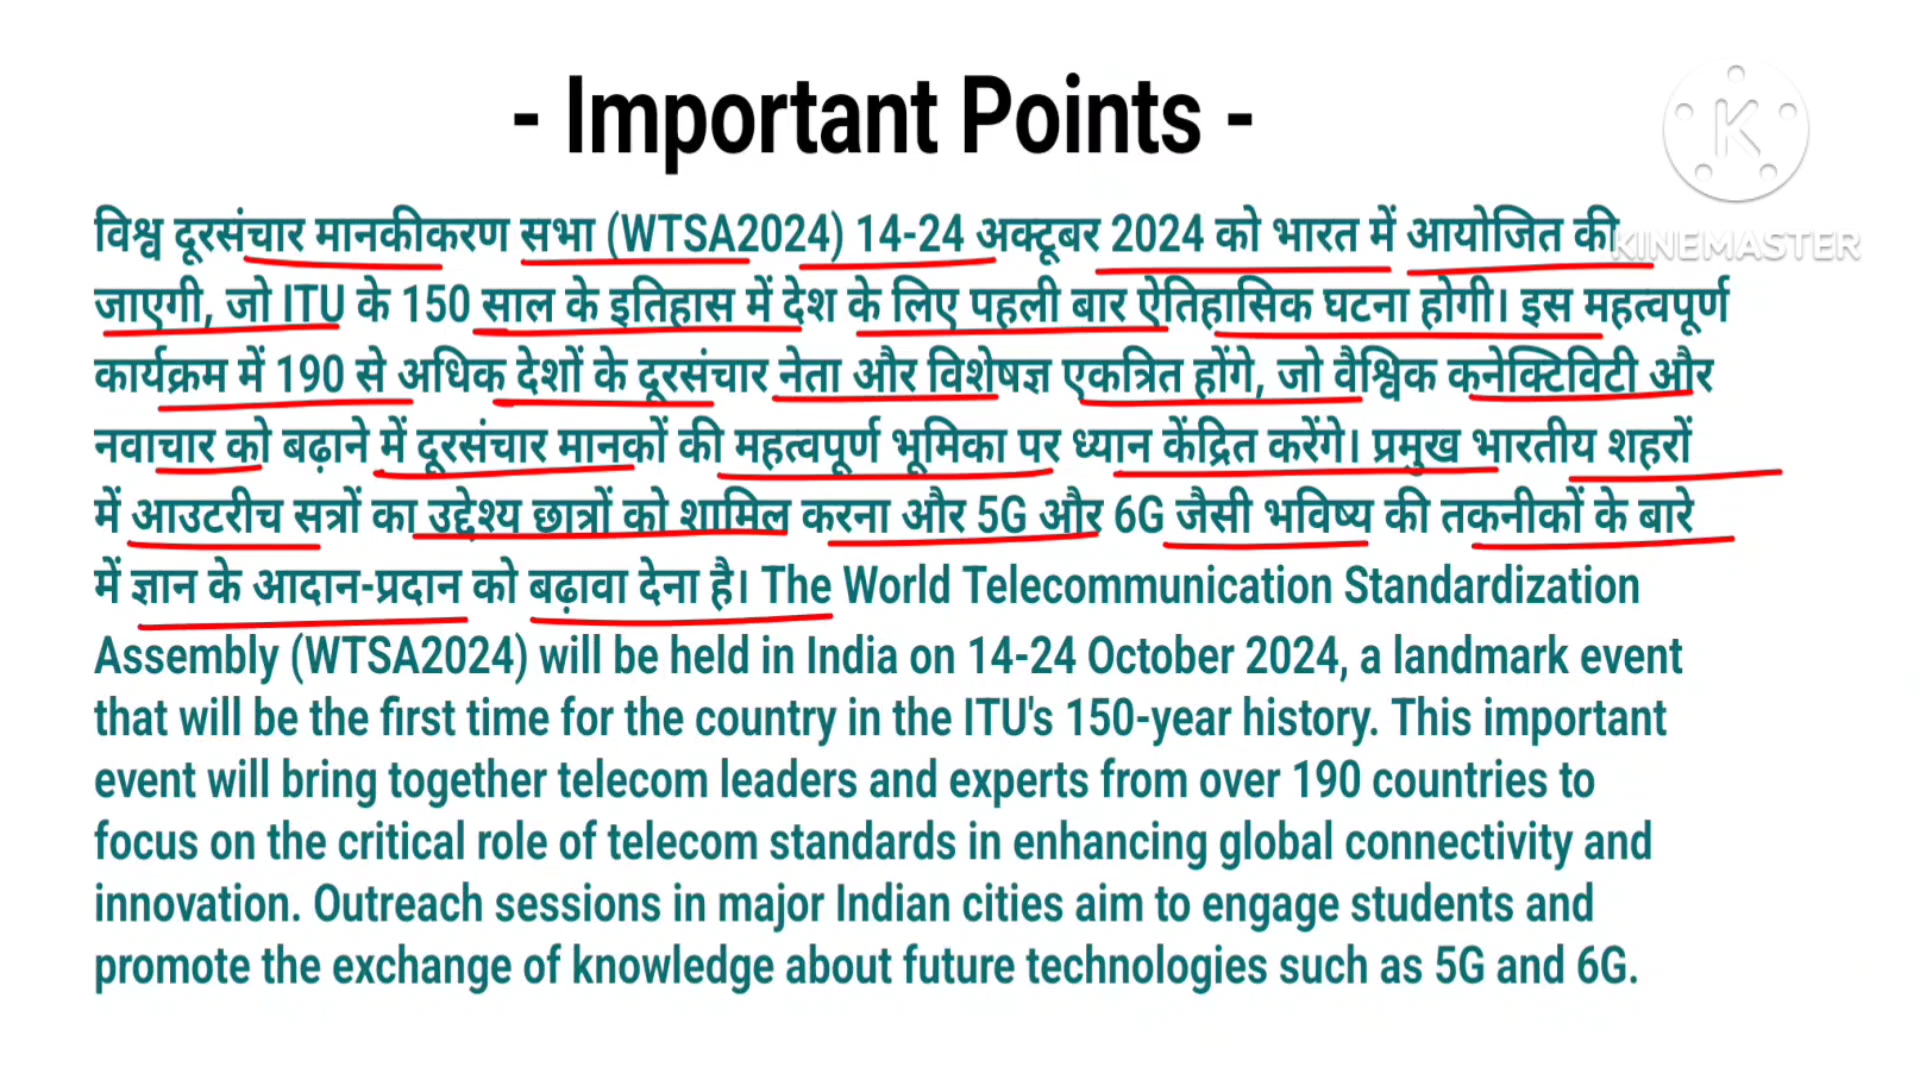 - Important Points -
K
KINEMASTER
विश्व दूरसंचार मानकीकरण सभा (WTSA2024) 14-24 अक्टूबर 2024 को भारत में आयोजित की
जाएगी, जो ITU के 150 साल के इतिहास में देश के लिए पहली बार ऐतिहासिक घटना होगी। इस महत्वपूर्ण
कार्यक्रम में 190 से अधिक देशों के दूरसंचार नेता और विशेषज्ञ एकत्रित होंगे, जो वैश्विक कनेक्टिविटी और
नवाचार को बढ़ाने में दूरसंचार मानकों की महत्वपूर्ण भूमिका पर ध्यान केंद्रित करेंगे। प्रमुख भारतीय शहरों
में आउटरीच सत्रों का उद्देश्य छात्रों को शामिल करना और 5G और 6G जैसी भविष्य की तकनीकों के बारे
में ज्ञान के आदान-प्रदान को बढ़ावा देना है। The World Telecommunication Standardization
Assembly (WTSA2024) will be held in India on 14-24 October 2024, a landmark event
that will be the first time for the country in the ITU's 150-year history. This important
event will bring together telecom leaders and experts from over 190 countries to
focus on the critical role of telecom standards in enhancing global connectivity and
innovation. Outreach sessions in major Indian cities aim to engage students and
promote the exchange of knowledge about future technologies such as 5G and 6G.